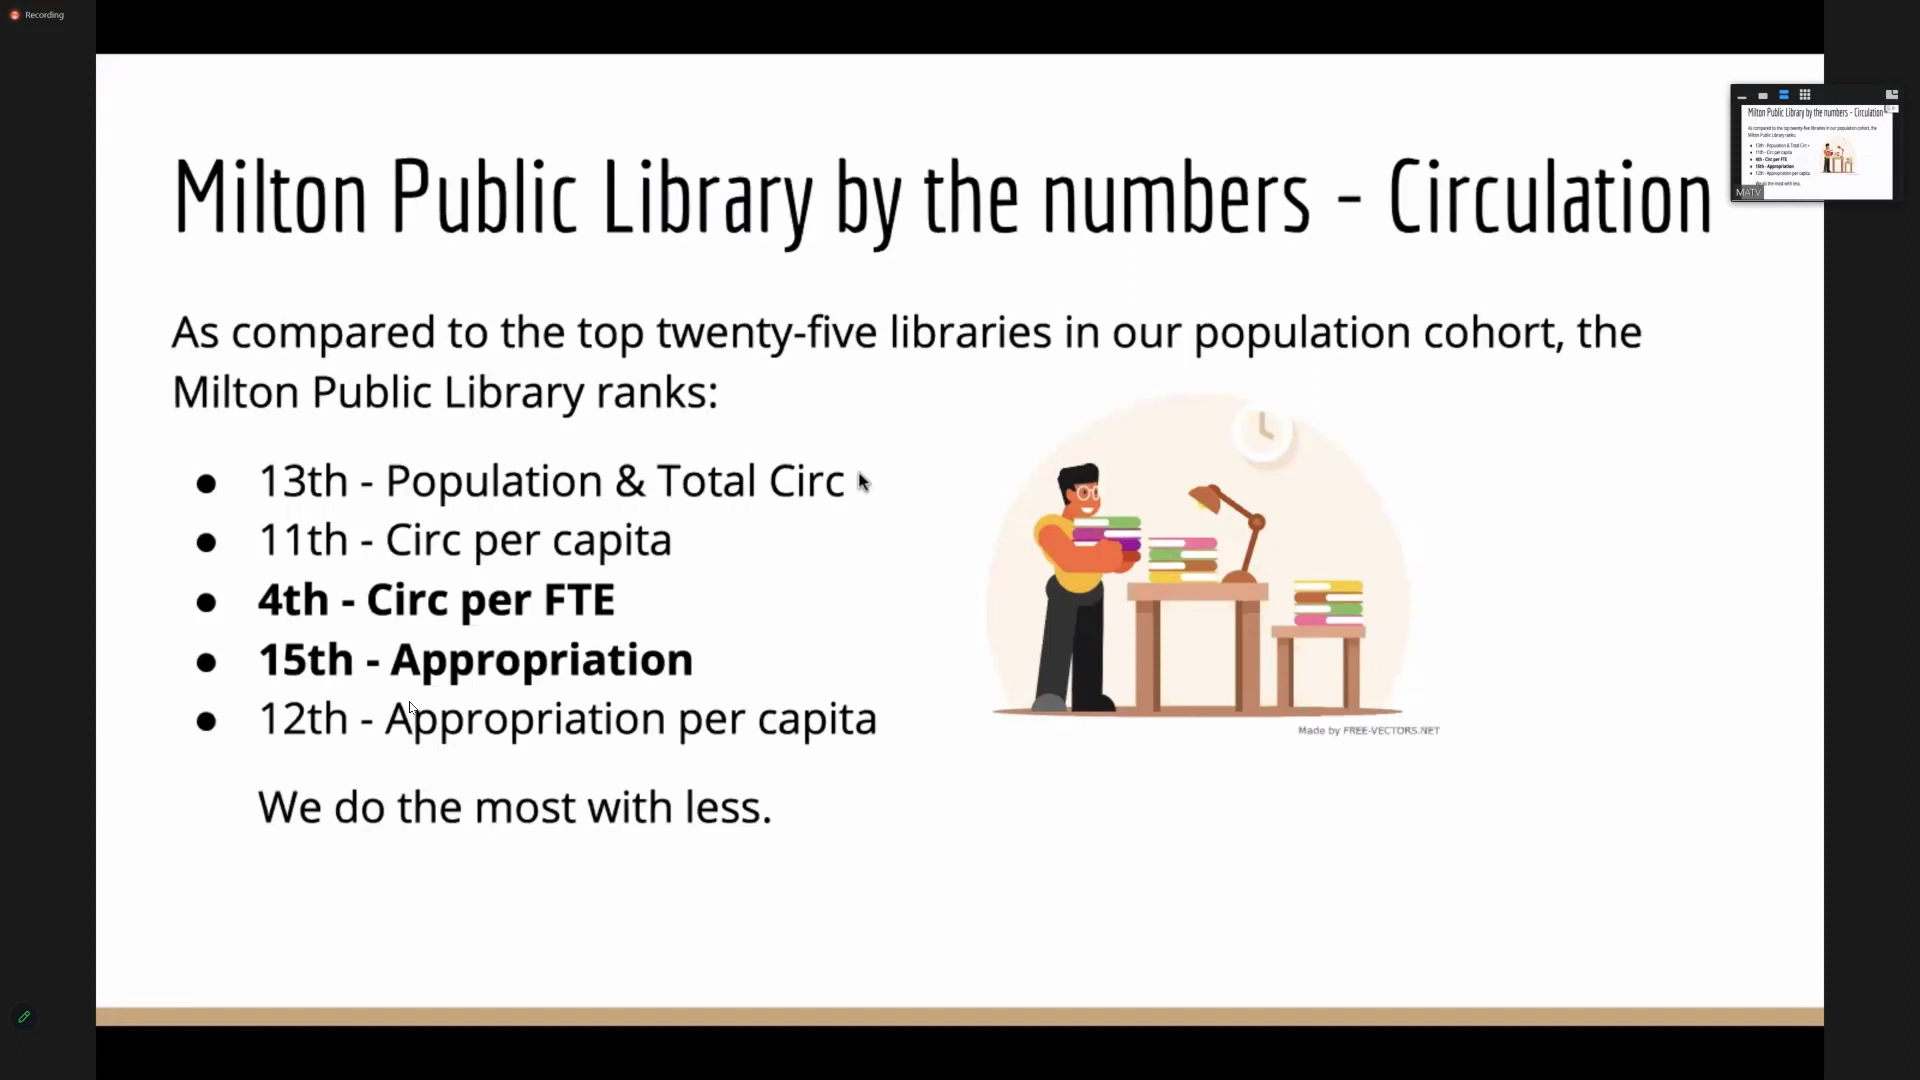 Recording
Milton Public Library by the numbers - Circulation
As compared to the top twenty-five libraries in our population cohort, the
Milton Public Library ranks:
● 13th - Population & Total Circ
● 11th - Circ per capita
● 4th - Circ per FTE
● 15th - Appropriation
● 12th - Appropriation per capita
We do the most with less.
Made by FREE-VECTORS.NET
Milton Public Library by the numbers - Circulation
As compared to the top twenty-five libraries in our population cohort, the
Milton Public Library ranks:
● 13th - Population & Total Circ
● 11th - Circ per capita
● 4th - Circ per FTE
● 15th - Appropriation
● 12th - Appropriation per capita
We do the most with less.
MATV